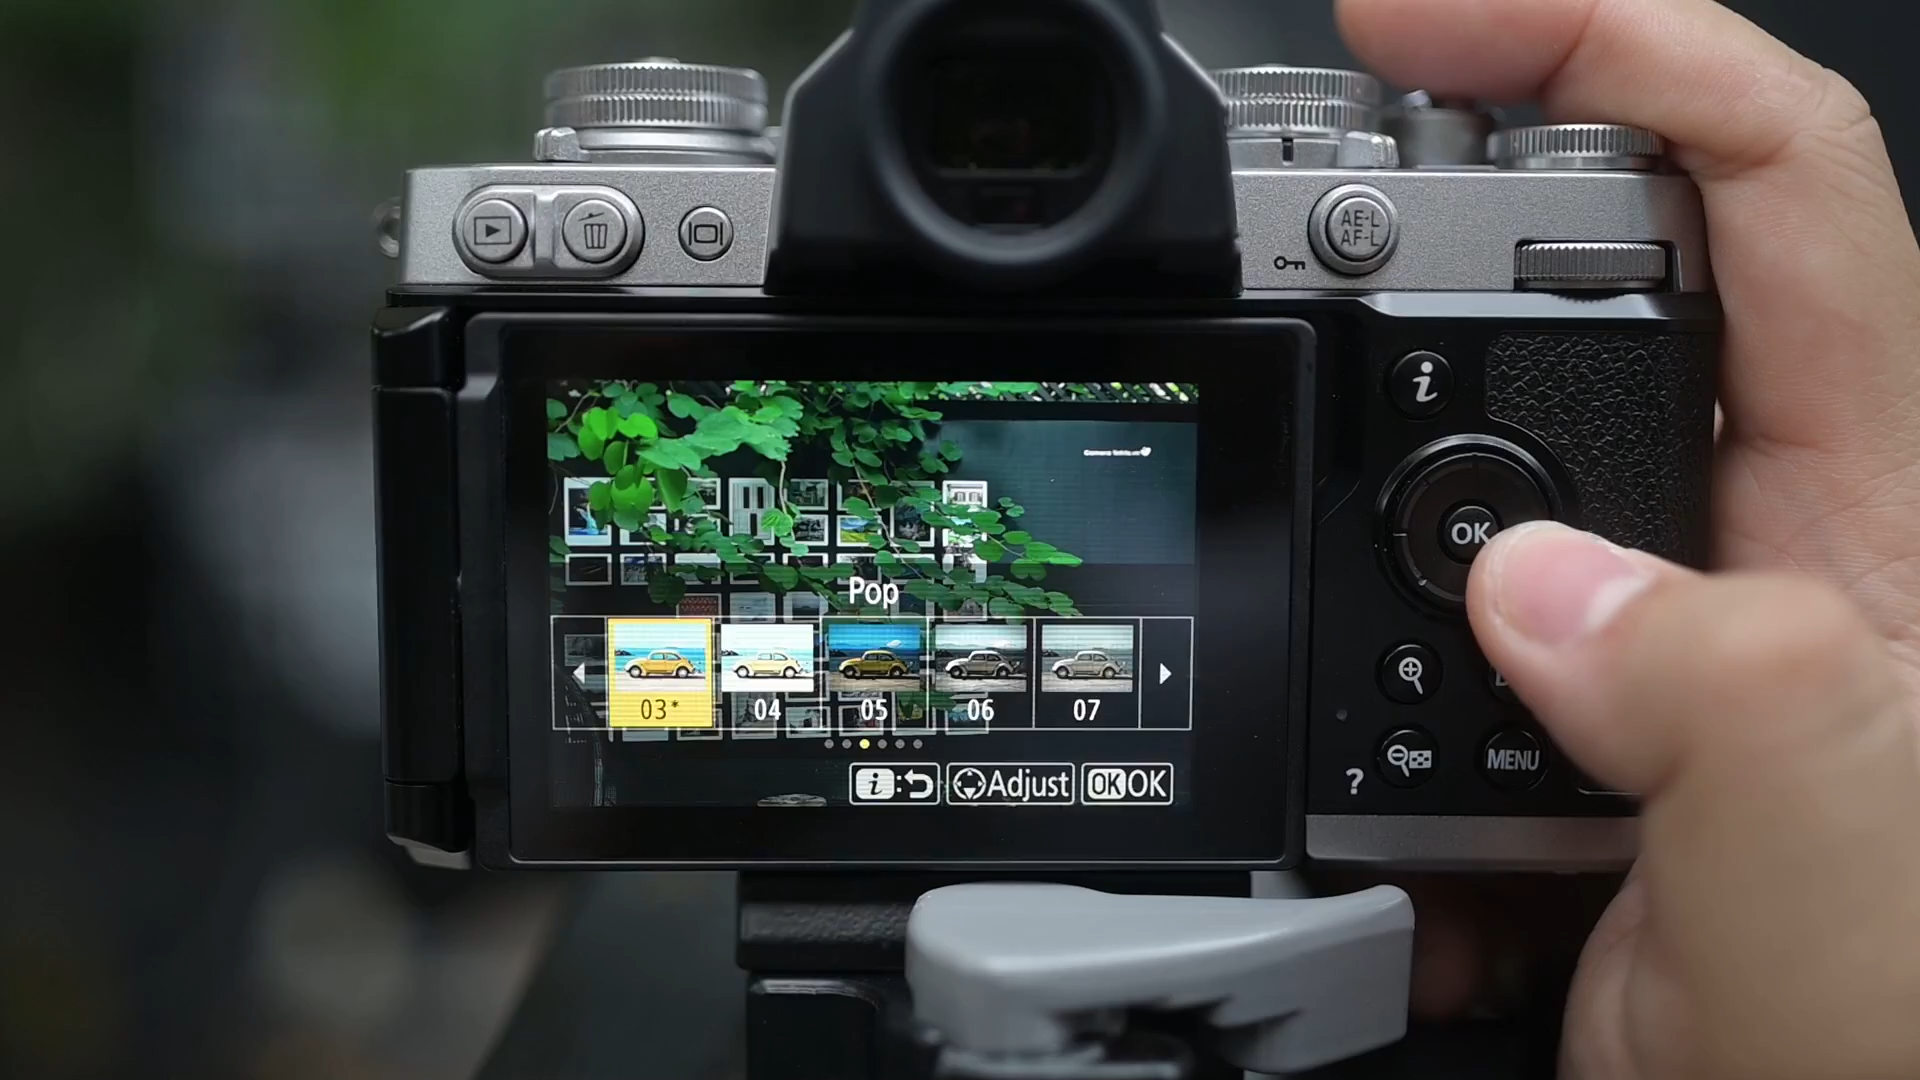 AE-L
AF-L
i
OK
Pop
03*
04
05
06
07
i:
Adjust
OK OK
MENU
?